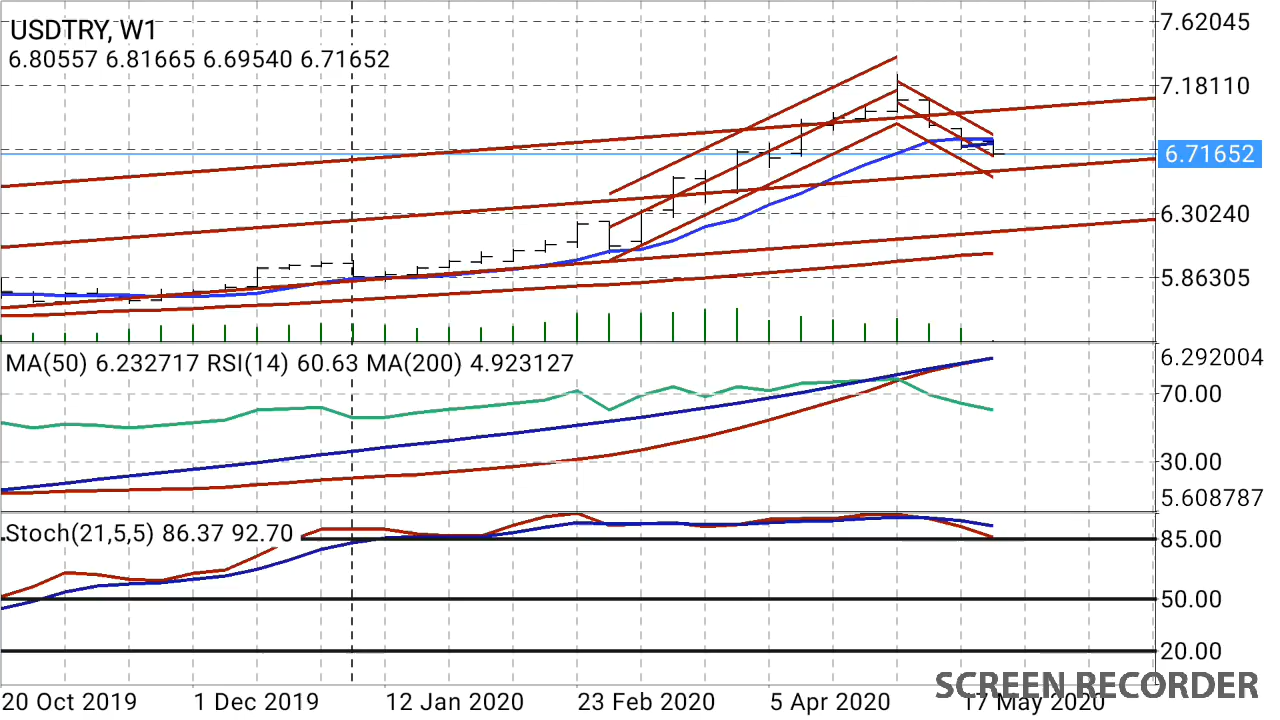 USDTRY, W1
6.80557 6.81665 6.69540 6.71652
7.62045
7.18110
6.71652
6.30240
5.86305
MA(50) 6.232717 RSI(14) 60.63 MA(200) 4.923127
6.292004
70.00
30.00
5.608787
Stoch(21,5,5) 86.37 92.70
85.00
50.00
20.00
20 Oct 2019 1 Dec 2019 12 Jan 2020 23 Feb 2020 5 Apr 2020 17 May 2020
SCREEN RECORDER